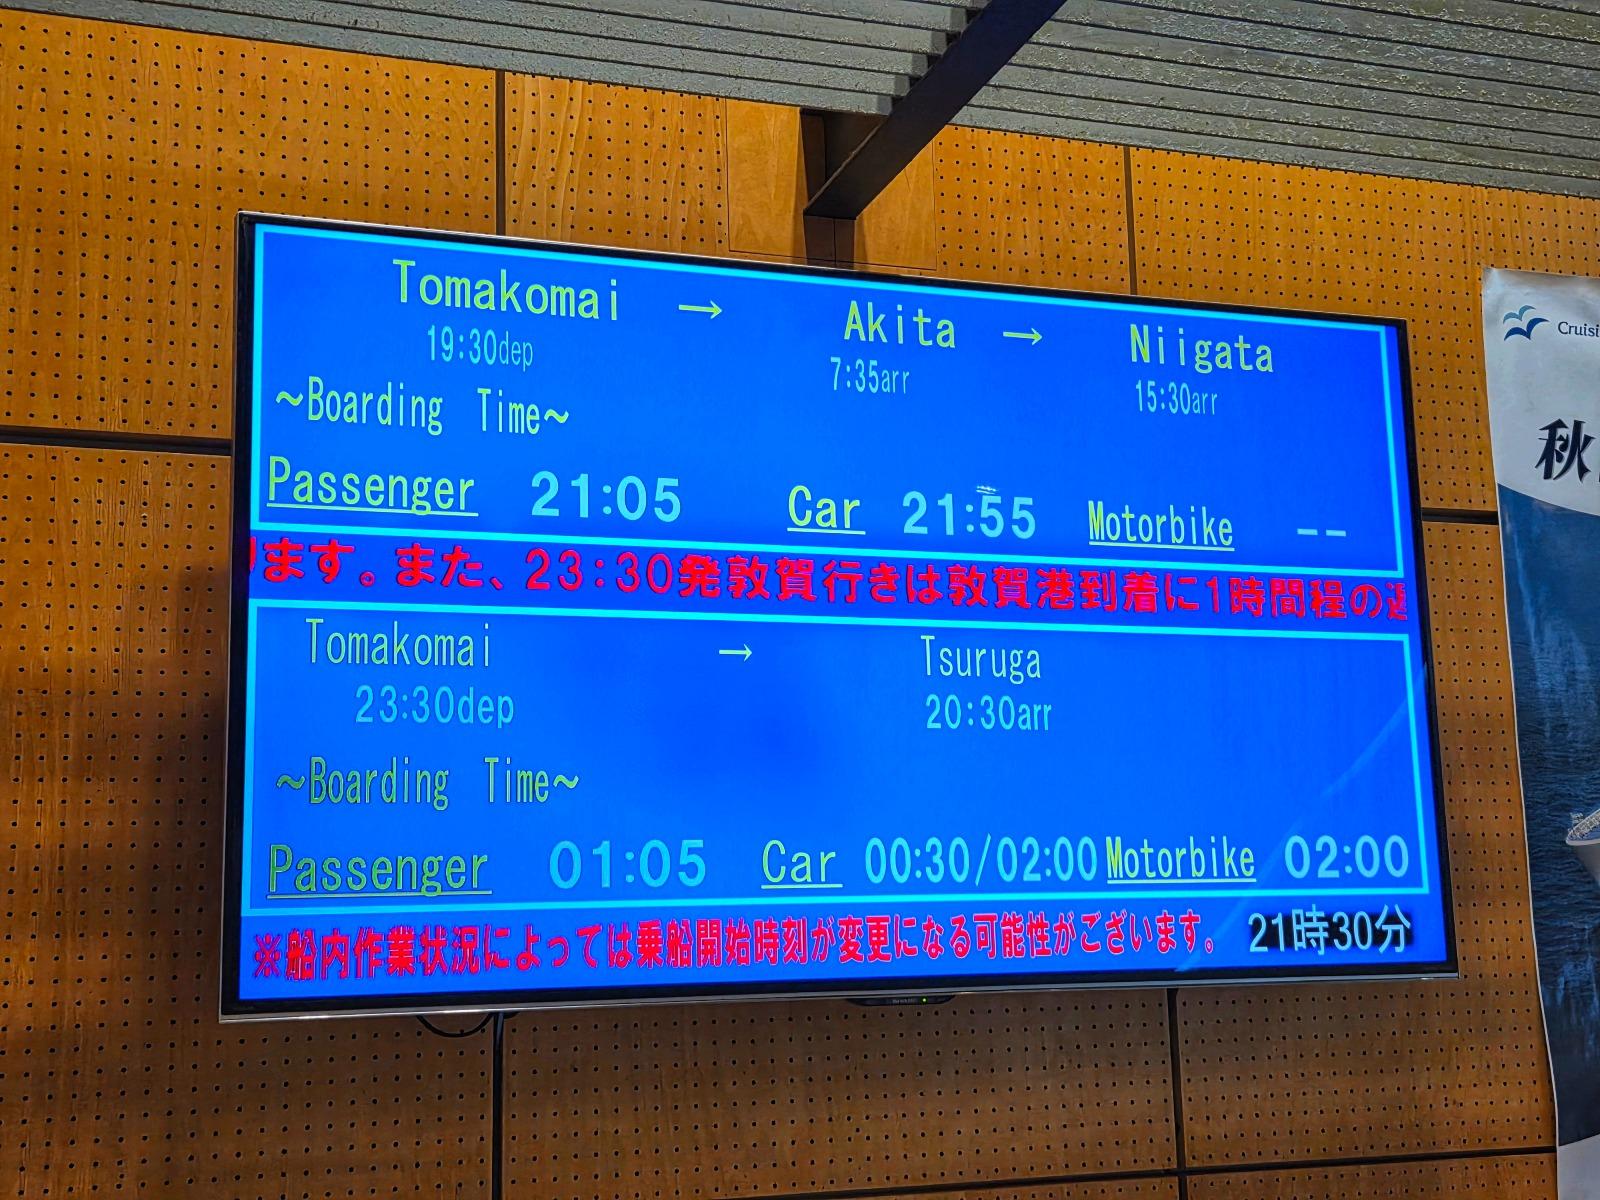 Tomakomai → Akita → Niigata
19:30dep 7:35arr 15:30arr
~Boarding Time~
Passenger 21:05 Car 21:55 Motorbike --
ります。また、23:30発敦賀行きは敦賀港到着に1時間程の遅
Tomakomai → Tsuruga
23:30dep 20:30arr
~Boarding Time~
Passenger 01:05 Car 00:30/02:00 Motorbike 02:00
※船内作業状況によっては乗船開始時刻が変更になる可能性がございます。 21時30分
Cruisi
秋